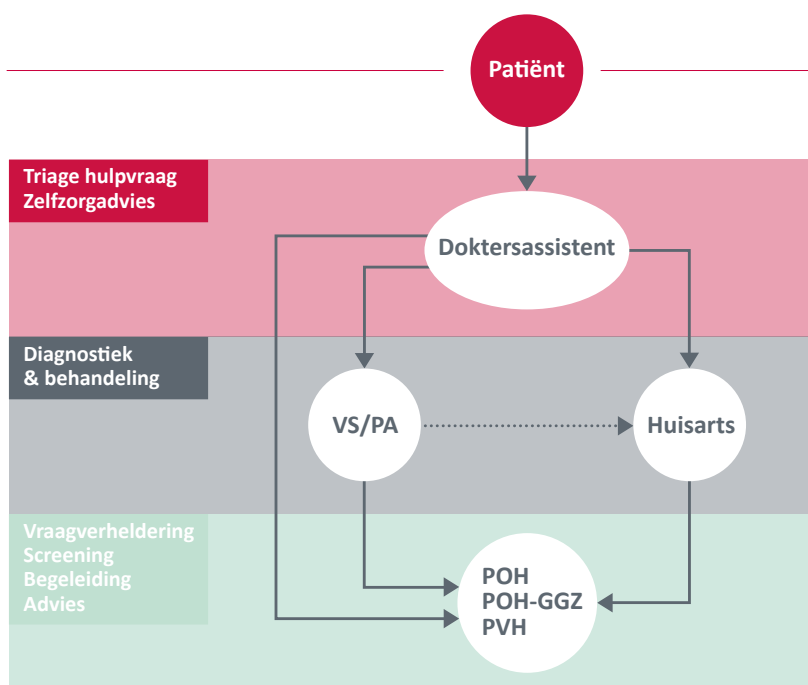 Patiënt
Triage hulpvraag
Zelfzorgadvies
Doktersassistent
Diagnostiek
& behandeling
VS/PA
Huisarts
Vraagverheldering
Screening
Begeleiding
Advies
POH
POH-GGZ
PVH